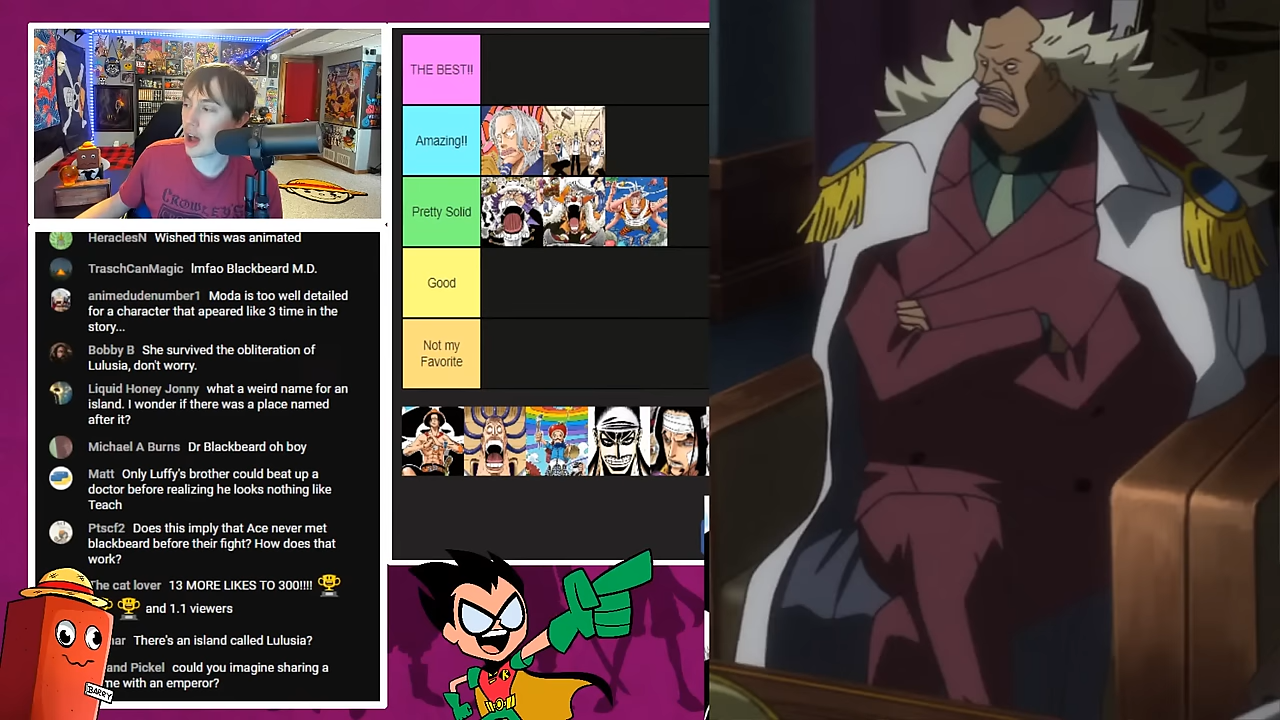 THE BEST!!
Amazing!!
Pretty Solid
Good
Not my
Favorite
HeraclesN Wished this was animated
TraschCanMagic lmfao Blackbeard M.D.
animedudenumber1 Moda is too well detailed
for a character that apeared like 3 time in the
story...
Bobby B She survived the obliteration of
Lulusia, don't worry.
Liquid Honey Jonny what a weird name for an
island. I wonder if there was a place named
after it?
Michael A Burns Dr Blackbeard oh boy
Matt Only Luffy's brother could beat up a
doctor before realizing he looks nothing like
Teach
Ptscf2 Does this imply that Ace never met
blackbeard before their fight? How does that
work?
The cat lover 13 MORE LIKES TO 300!!!!
and 1.1 viewers
There's an island called Lulusia?
Pickel could you imagine sharing a
with an emperor?
BARRY
CROWLEY'S
R